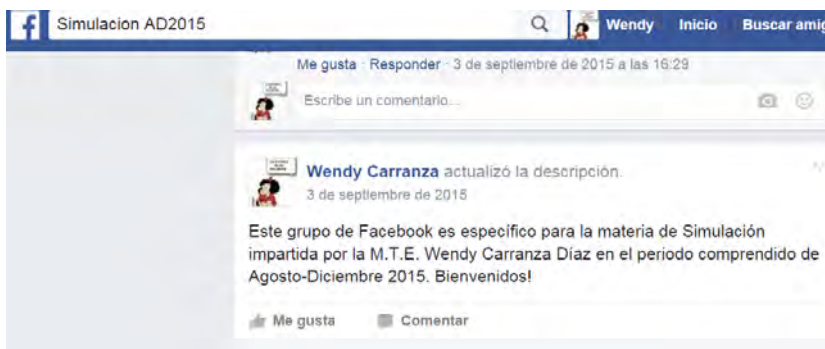 f Simulacion AD2015 Wendy Inicio Buscar amig
Me gusta · Responder · 3 de septiembre de 2015 a las 16:29
Escribe un comentario...
Wendy Carranza actualizó la descripción.
3 de septiembre de 2015
Este grupo de Facebook es específico para la materia de Simulación
impartida por la M.T.E. Wendy Carranza Díaz en el periodo comprendido de
Agosto-Diciembre 2015. Bienvenidos!
Me gusta Comentar